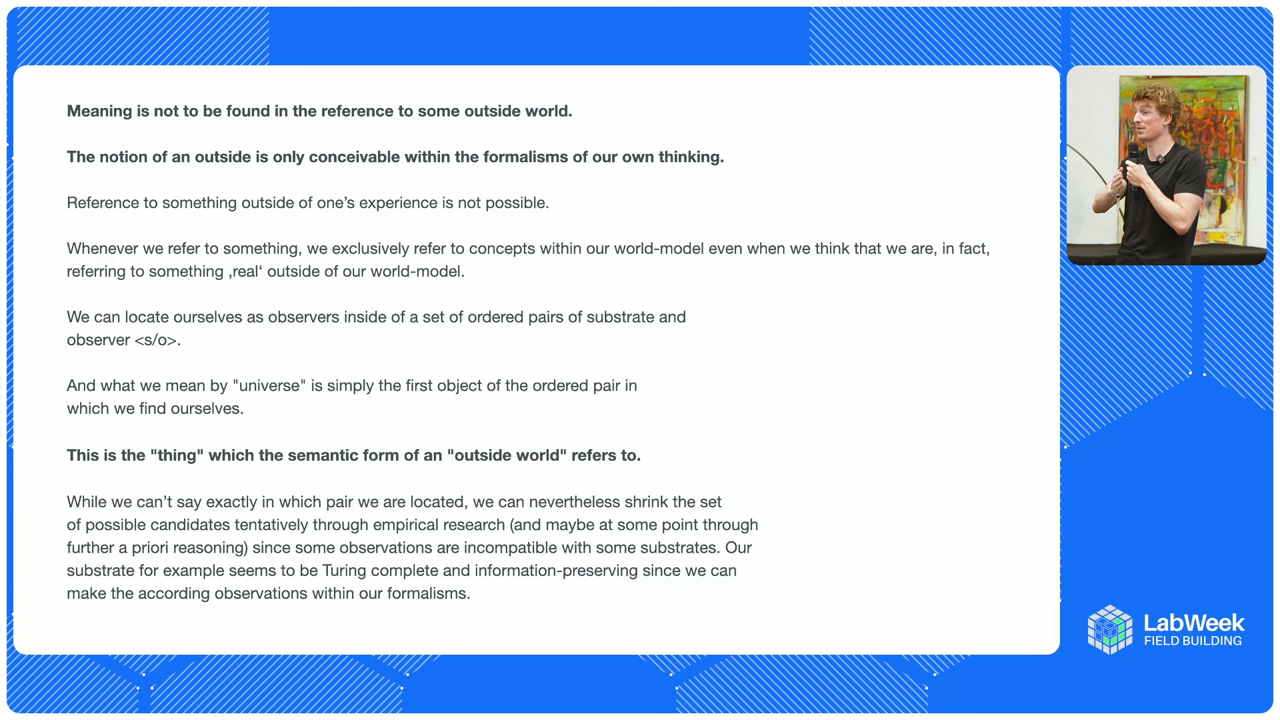 Meaning is not to be found in the reference to some outside world.
The notion of an outside is only conceivable within the formalisms of our own thinking.
Reference to something outside of one’s experience is not possible.
Whenever we refer to something, we exclusively refer to concepts within our world-model even when we think that we are, in fact,
referring to something ‚real‘ outside of our world-model.
We can locate ourselves as observers inside of a set of ordered pairs of substrate and
observer <s/o>.
And what we mean by "universe" is simply the first object of the ordered pair in
which we find ourselves.
This is the "thing" which the semantic form of an "outside world" refers to.
While we can’t say exactly in which pair we are located, we can nevertheless shrink the set
of possible candidates tentatively through empirical research (and maybe at some point through
further a priori reasoning) since some observations are incompatible with some substrates. Our
substrate for example seems to be Turing complete and information-preserving since we can
make the according observations within our formalisms.
LabWeek
FIELD BUILDING